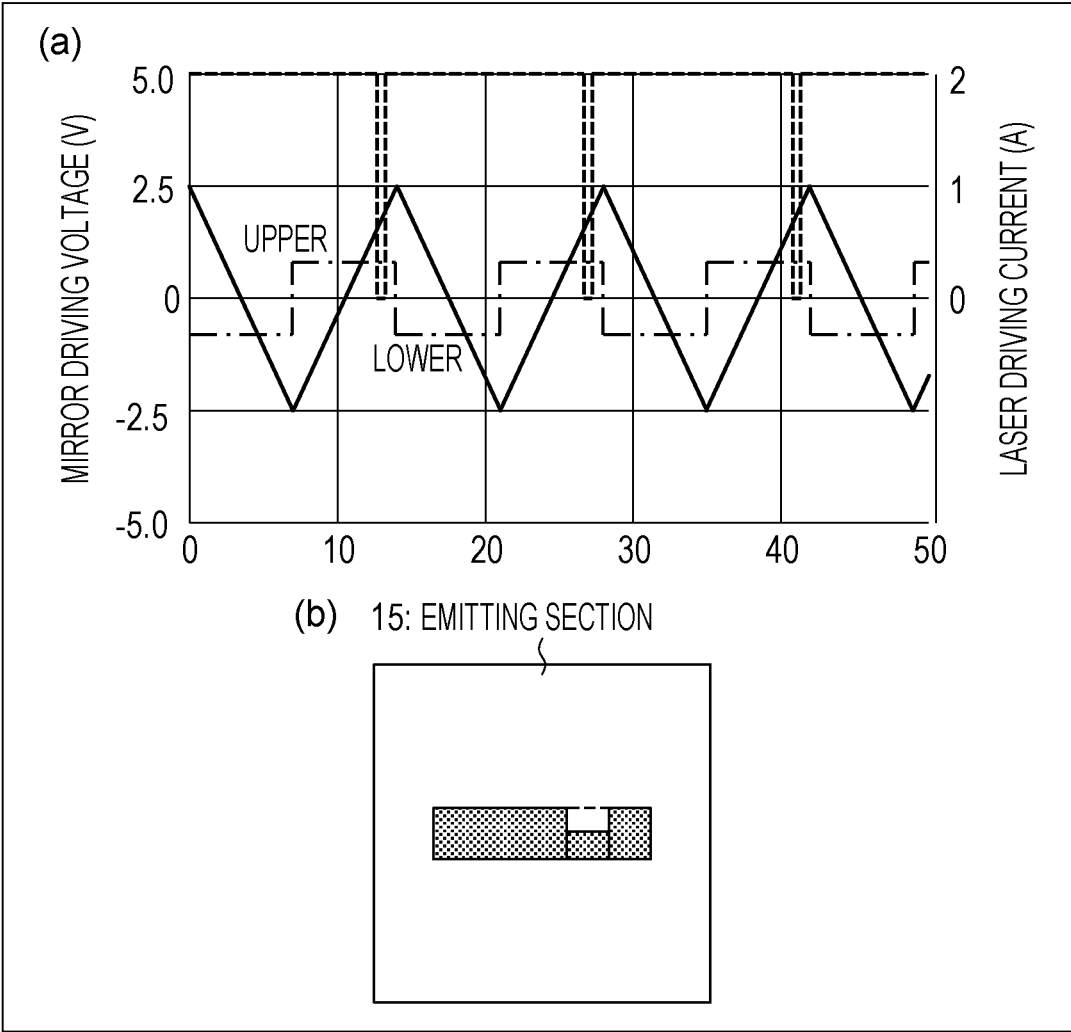 (a)
5.0
2.5
0
-2.5
-5.0
MIRROR DRIVING VOLTAGE (V)
UPPER
LOWER
2
1
0
LASER DRIVING CURRENT (A)
0 10 20 30 40 50
(b) 15: EMITTING SECTION